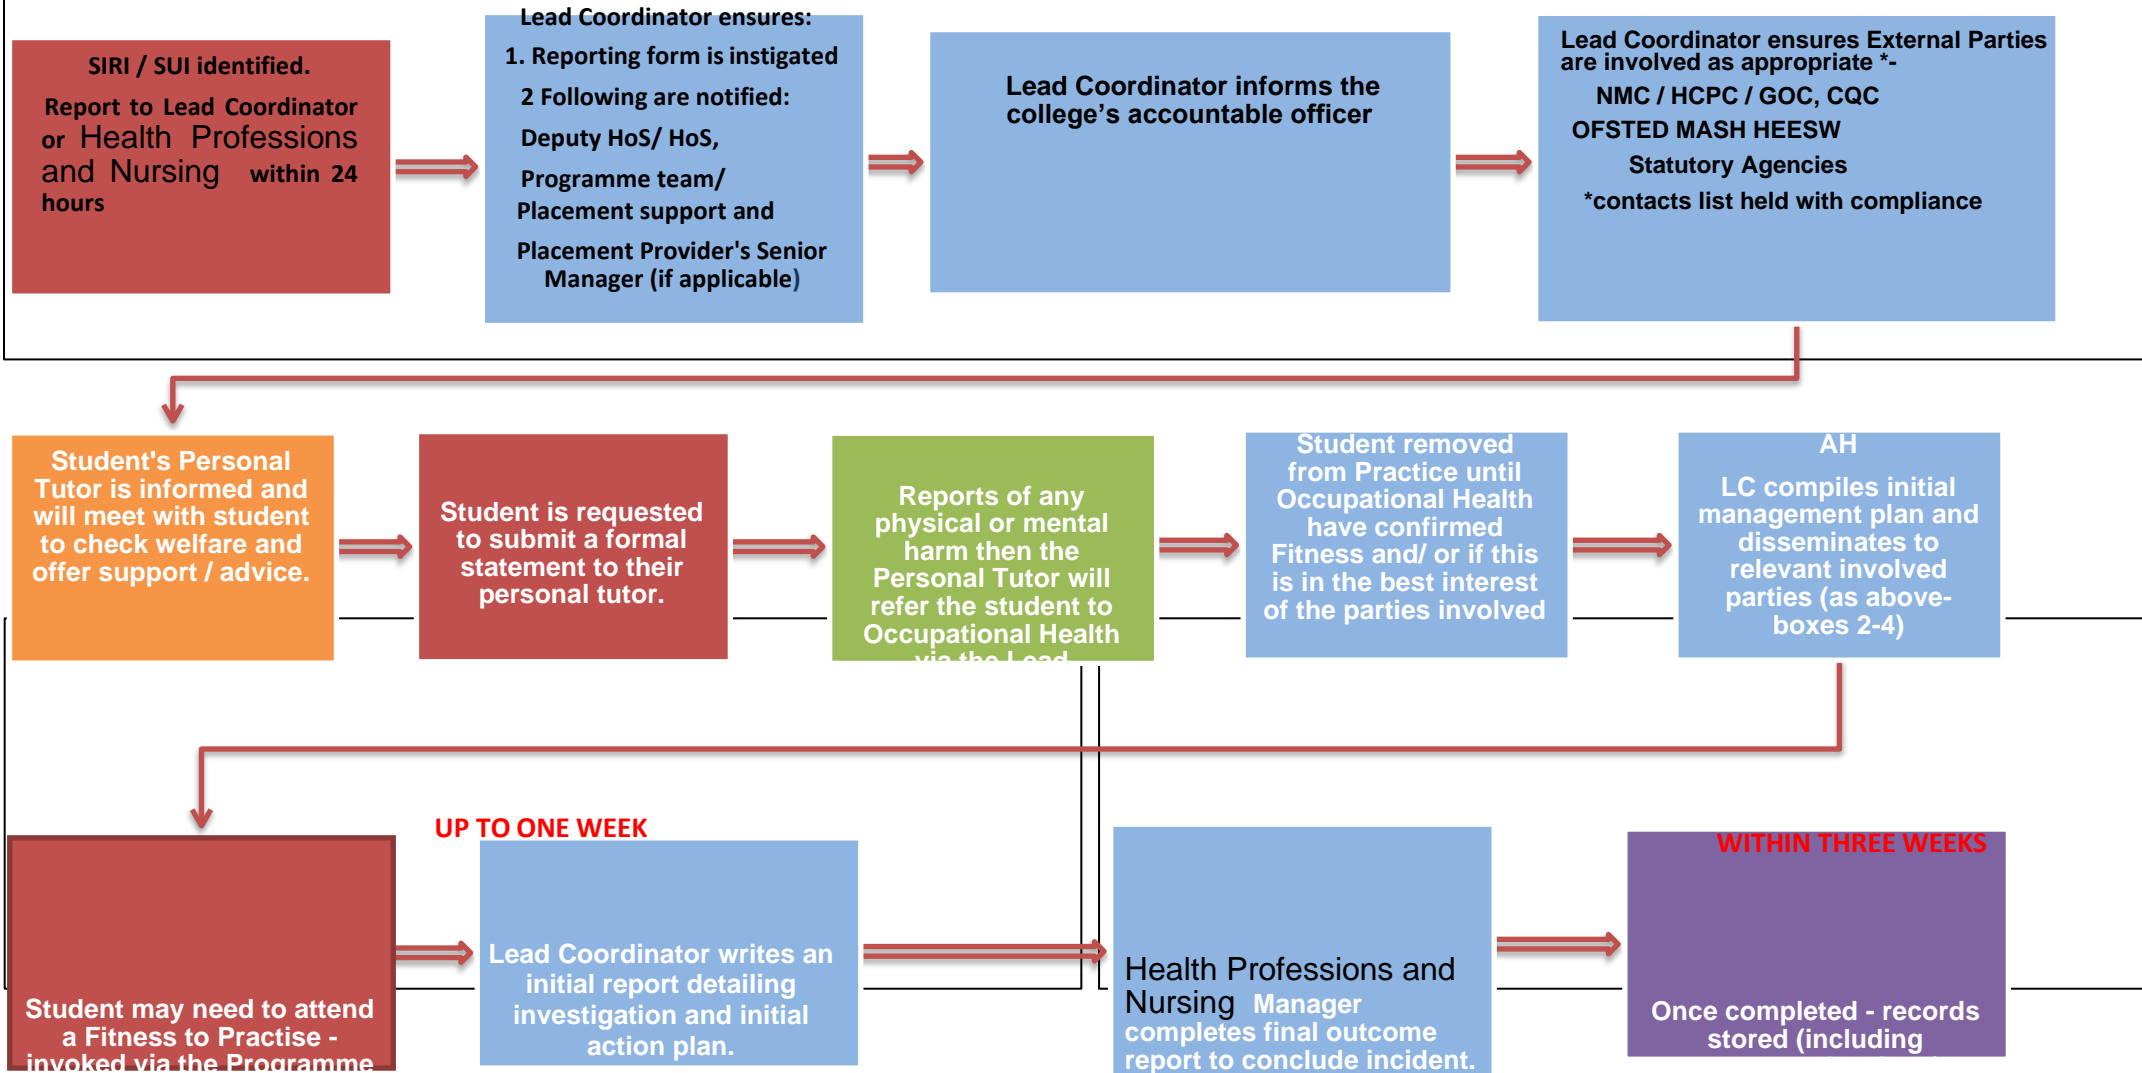 SIRI / SUI identified.
Report to Lead Coordinator
or Health Professions
and Nursing within 24
hours
Lead Coordinator ensures:
1. Reporting form is instigated
2 Following are notified:
Deputy HoS/ HoS,
Programme team/
Placement support and
Placement Provider's Senior
Manager (if applicable)
Lead Coordinator informs the
college’s accountable officer
Lead Coordinator ensures External Parties
are involved as appropriate *-
NMC / HCPC / GOC, CQC
OFSTED MASH HEESW
Statutory Agencies
*contacts list held with compliance
Student's Personal
Tutor is informed and
will meet with student
to check welfare and
offer support / advice.
Student is requested
to submit a formal
statement to their
personal tutor.
Reports of any
physical or mental
harm then the
Personal Tutor will
refer the student to
Occupational Health
via the Lead
Student removed
from Practice until
Occupational Health
have confirmed
Fitness and/ or if this
is in the best interest
of the parties involved
AH
LC compiles initial
management plan and
disseminates to
relevant involved
parties (as above-
boxes 2-4)
Student may need to attend
a Fitness to Practise -
invoked via the Programme
UP TO ONE WEEK
Lead Coordinator writes an
initial report detailing
investigation and initial
action plan.
Health Professions and
Nursing Manager
completes final outcome
report to conclude incident.
WITHIN THREE WEEKS
Once completed - records
stored (including